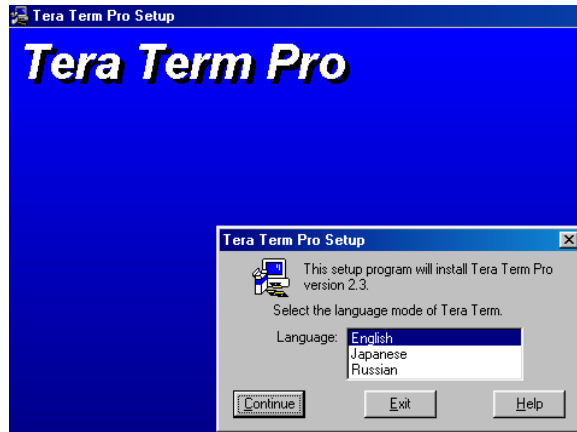 Tera Term Pro Setup
Tera Term Pro
Tera Term Pro Setup
This setup program will install Tera Term Pro
version 2.3.
Select the language mode of Tera Term.
Language:
English
Japanese
Russian
Continue
Exit
Help